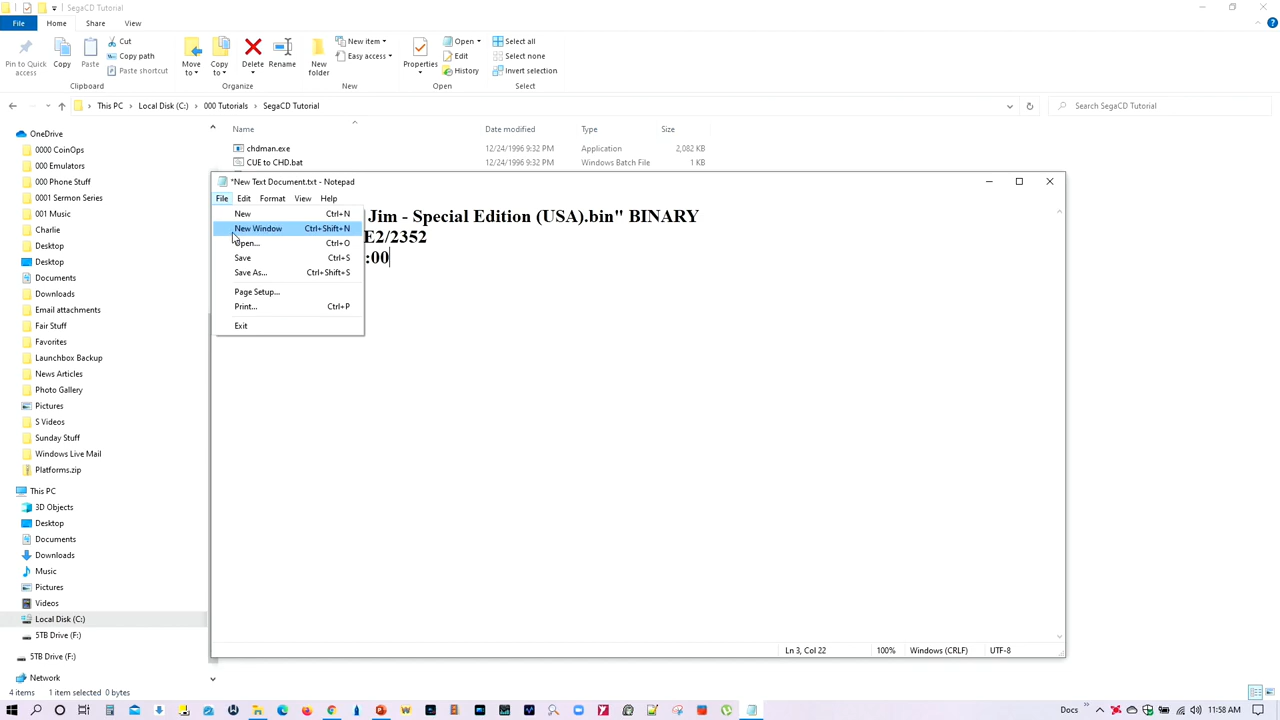 SegaCD Tutorial
File Home Share View
Pin to Quick access
Copy
Paste
Cut
Copy path
Paste shortcut
Clipboard
Move to
Copy to
Delete
Rename
Organize
New folder
New item
Easy access
New
Properties
Open
Edit
History
Open
Select all
Select none
Invert selection
Select
This PC > Local Disk (C:) > 000 Tutorials > SegaCD Tutorial
Search SegaCD Tutorial
Name Date modified Type Size
chdman.exe 12/24/1996 9:32 PM Application 2,082 KB
CUE to CHD.bat 12/24/1996 9:32 PM Windows Batch File 1 KB
OneDrive
0000 CoinOps
000 Emulators
000 Phone Stuff
0001 Sermon Series
001 Music
Charlie
Desktop
Desktop
Documents
Downloads
Email attachments
Fair Stuff
Favorites
Launchbox Backup
News Articles
Photo Gallery
Pictures
S Videos
Sunday Stuff
Windows Live Mail
Platforms.zip
This PC
3D Objects
Desktop
Documents
Downloads
Music
Pictures
Videos
Local Disk (C:)
5TB Drive (F:)
5TB Drive (F:)
Network
4 items 1 item selected 0 bytes
*New Text Document.txt - Notepad
File Edit Format View Help
New Ctrl+N
New Window Ctrl+Shift+N
Open... Ctrl+O
Save Ctrl+S
Save As... Ctrl+Shift+S
Page Setup...
Print... Ctrl+P
Exit
Jim - Special Edition (USA).bin" BINARY
E2/2352
:00
Ln 3, Col 22 100% Windows (CRLF) UTF-8
Docs 11:58 AM